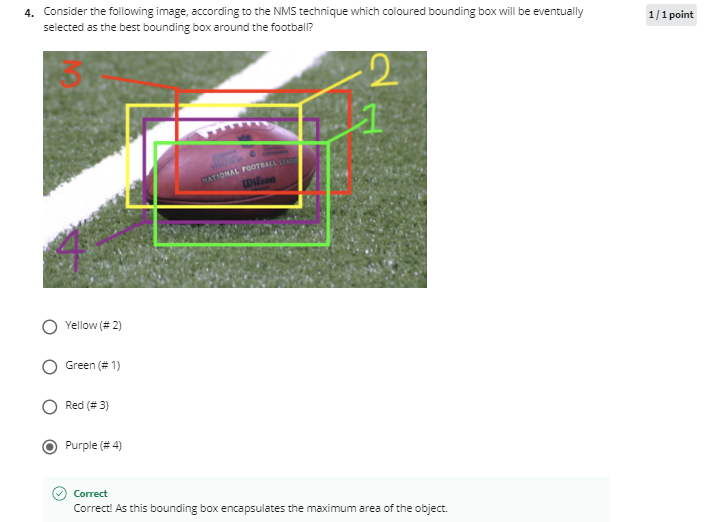 4. Consider the following image, according to the NMS technique which coloured bounding box will be eventually
selected as the best bounding box around the football?
1 / 1 point
3
2
1
NATIONAL FOOTBALL
Wilson
4
Yellow (# 2)
Green (# 1)
Red (# 3)
Purple (# 4)
Correct
Correct! As this bounding box encapsulates the maximum area of the object.